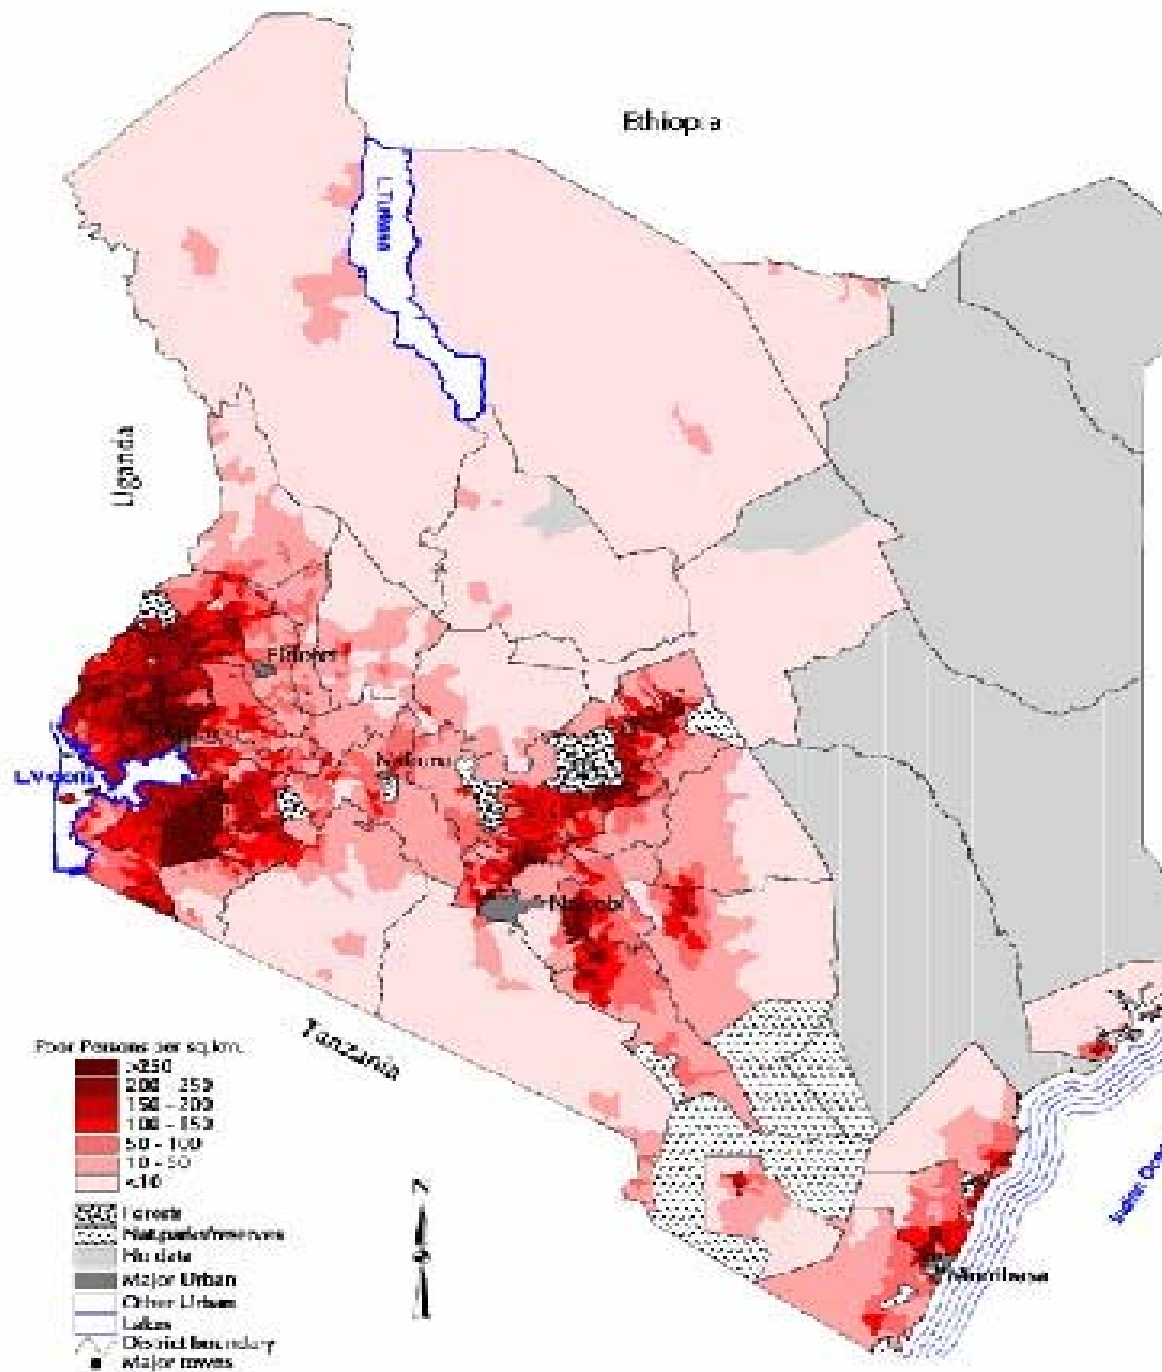 Ethiopia
L.Turkana
Uganda
Eldoret
Nakuru
Nairobi
Tanzania
Mombasa
Poor Persons per sq.km.
>250
200 - 250
150 - 200
100 - 150
50 - 100
10 - 50
<10
Forests
Nat.parks/reserves
No data
Major Urban
Other Urban
Lakes
District boundary
Major towns
N